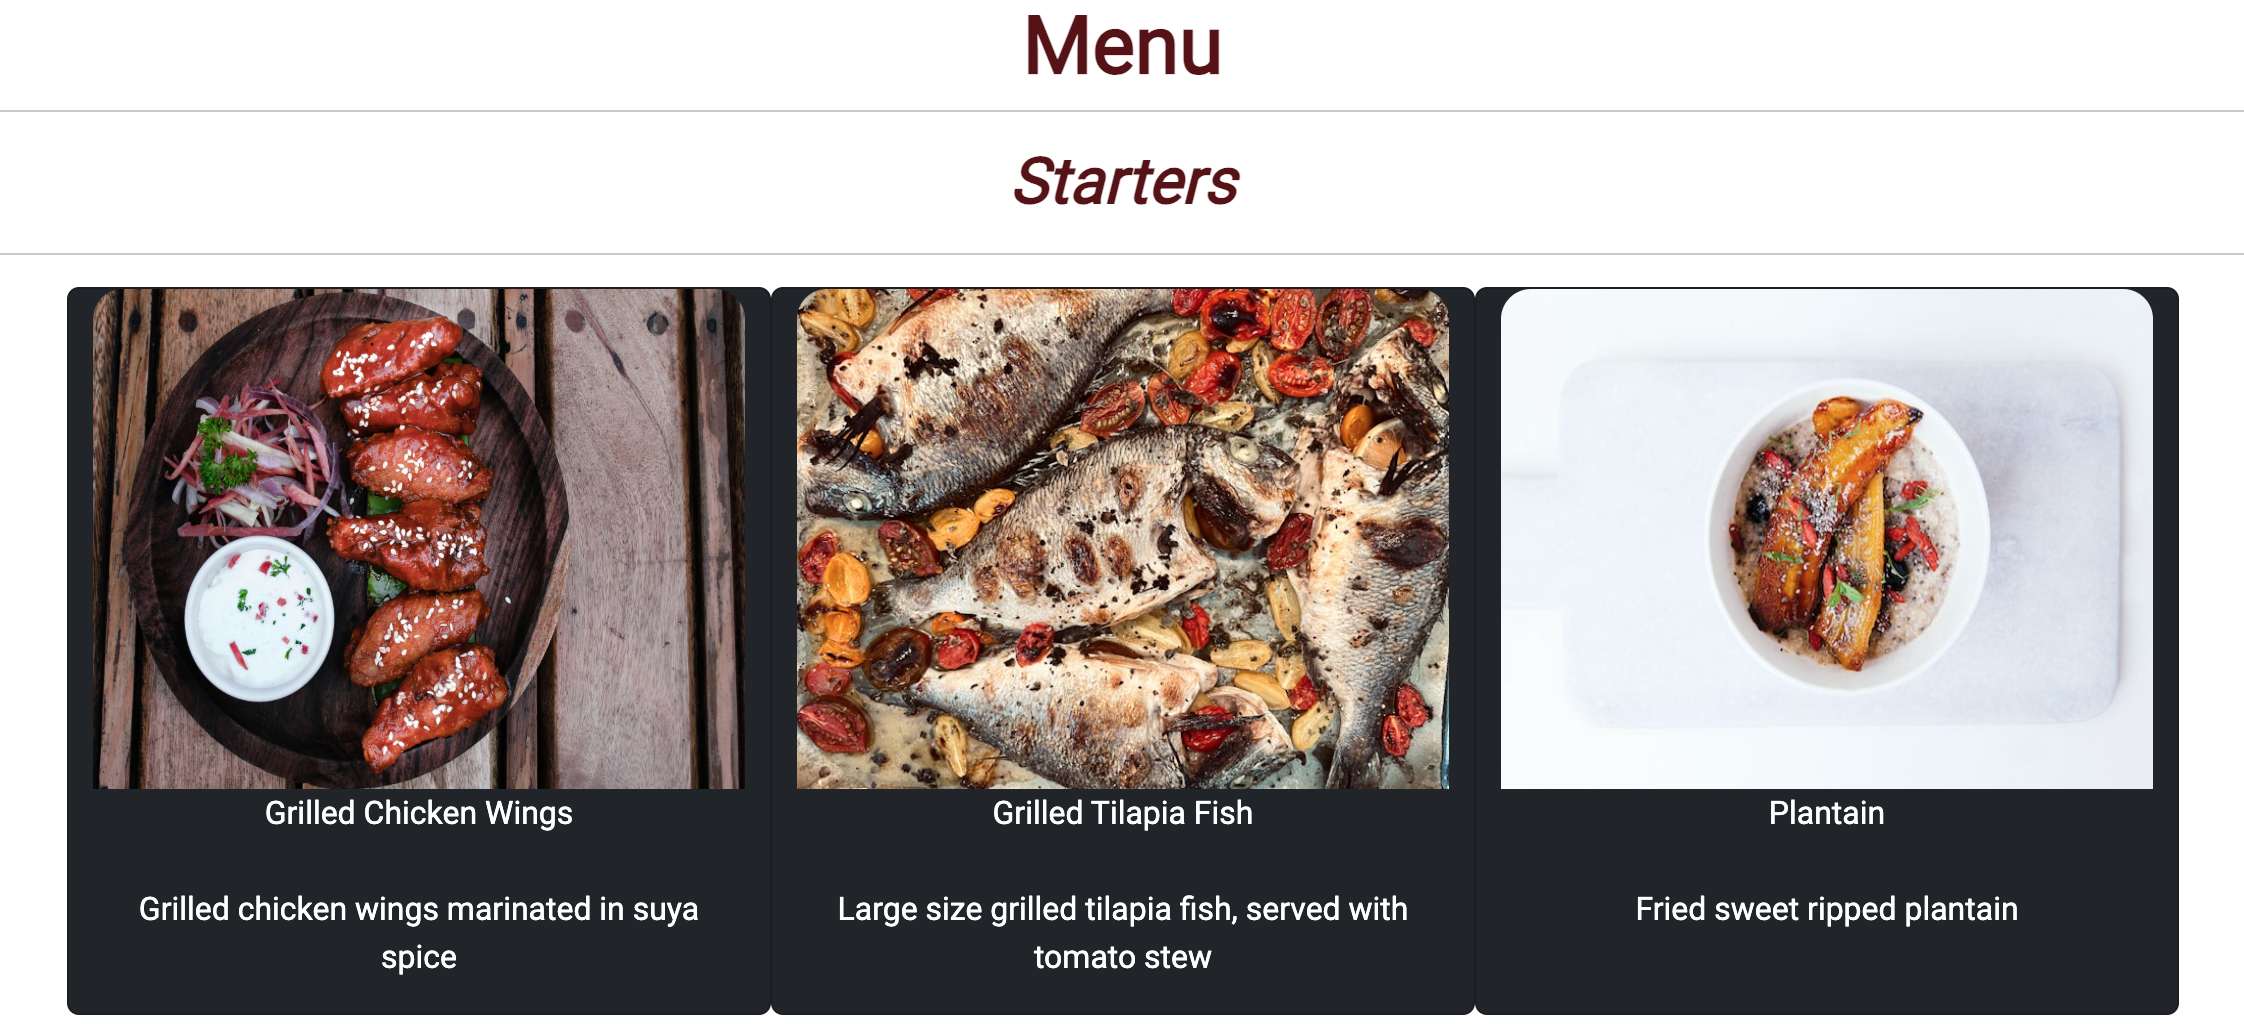 Menu
Starters
Grilled Chicken Wings
Grilled chicken wings marinated in suya
spice
Grilled Tilapia Fish
Large size grilled tilapia fish, served with
tomato stew
Plantain
Fried sweet ripped plantain